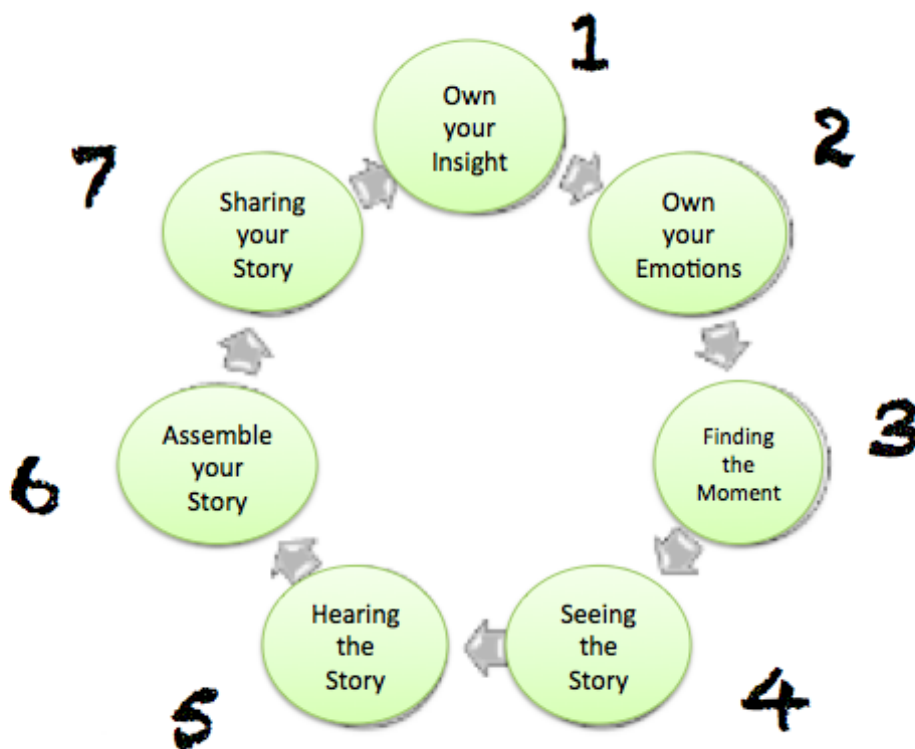 1
Own
your
Insight
2
Own
your
Emotions
3
Finding
the
Moment
4
Seeing
the
Story
5
Hearing
the
Story
6
Assemble
your
Story
7
Sharing
your
Story